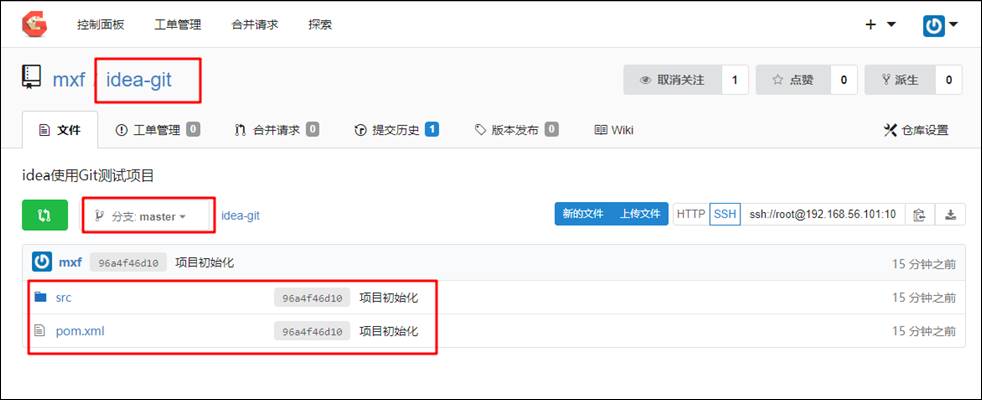 控制面板 工单管理 合并请求 探索
mxf / idea-git 取消关注 1 点赞 0 派生 0
文件 工单管理 0 合并请求 0 提交历史 1 版本发布 0 Wiki 仓库设置
idea使用Git测试项目
分支: master idea-git 新的文件 上传文件 HTTP SSH ssh://root@192.168.56.101:10
mxf 96a4f46d10 项目初始化 15 分钟之前
src 96a4f46d10 项目初始化 15 分钟之前
pom.xml 96a4f46d10 项目初始化 15 分钟之前